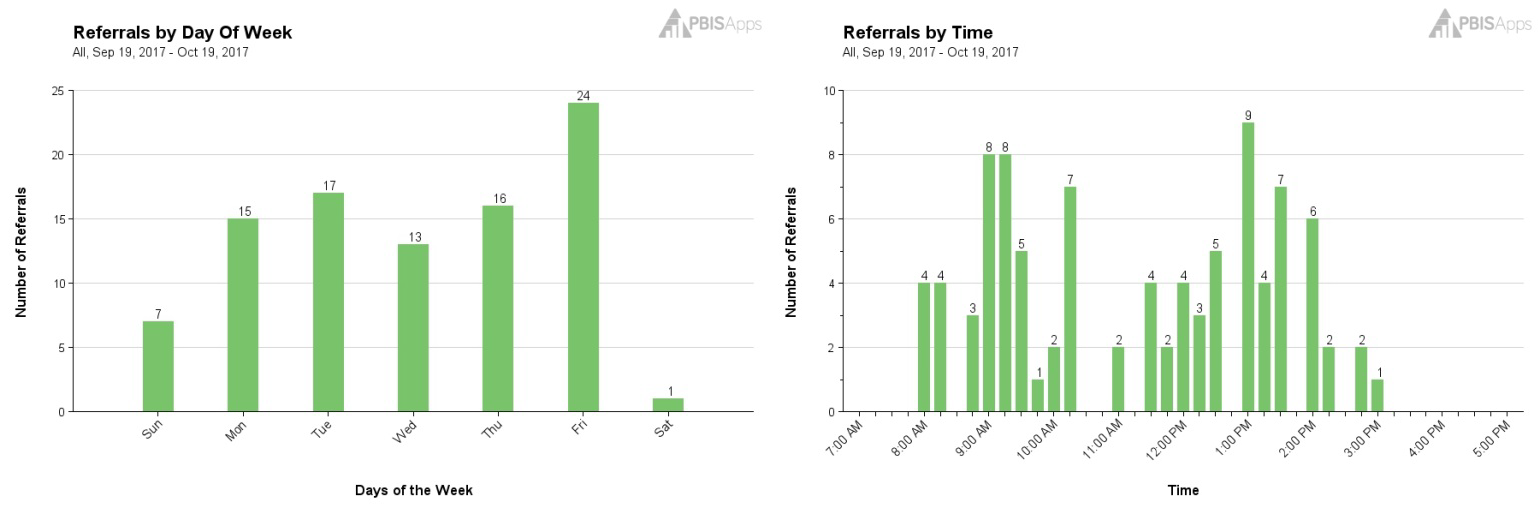 PBISApps
Referrals by Day Of Week
All, Sep 19, 2017 - Oct 19, 2017
Number of Referrals
25
20
15
10
5
0
7
15
17
13
16
24
1
Sun
Mon
Tue
Wed
Thu
Fri
Sat
Days of the Week
PBISApps
Referrals by Time
All, Sep 19, 2017 - Oct 19, 2017
Number of Referrals
10
8
6
4
2
0
4
4
3
8
8
5
1
2
7
2
4
2
4
3
5
9
4
7
6
2
2
1
7:00 AM
8:00 AM
9:00 AM
10:00 AM
11:00 AM
12:00 PM
1:00 PM
2:00 PM
3:00 PM
4:00 PM
5:00 PM
Time